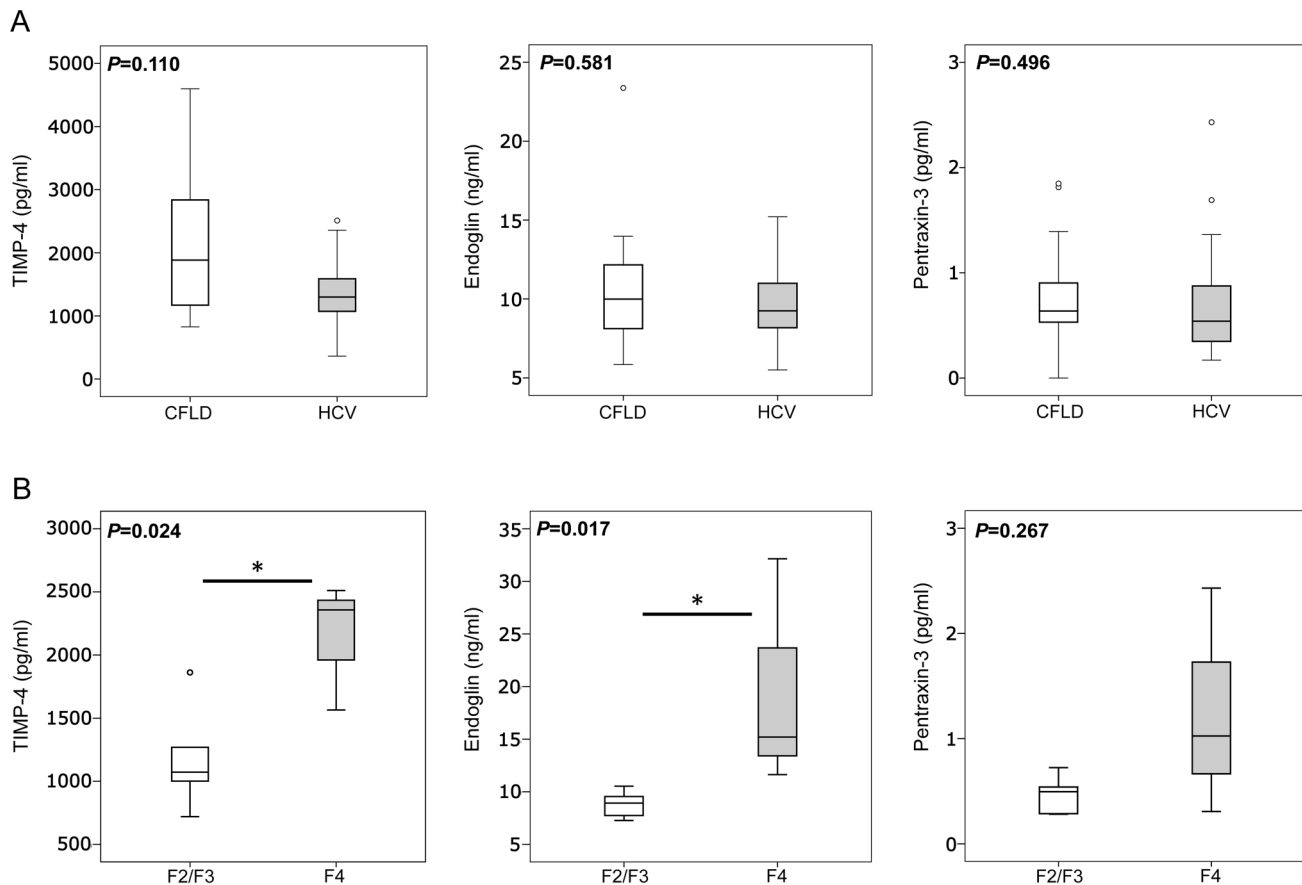 A
P=0.110
5000
4000
3000
2000
1000
0
TIMP-4 (pg/ml)
CFLD HCV
P=0.581
25
20
15
10
5
Endoglin (ng/ml)
CFLD HCV
P=0.496
3
2
1
0
Pentraxin-3 (pg/ml)
CFLD HCV
B
P=0.024
*
3000
2500
2000
1500
1000
500
TIMP-4 (pg/ml)
F2/F3 F4
P=0.017
*
35
30
25
20
15
10
5
Endoglin (ng/ml)
F2/F3 F4
P=0.267
3
2
1
0
Pentraxin-3 (pg/ml)
F2/F3 F4